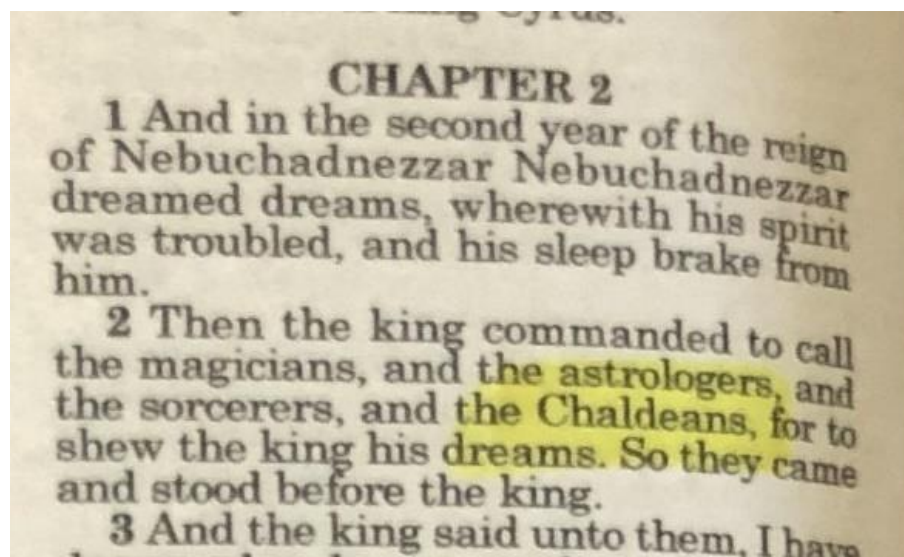 Cyrus.
CHAPTER 2
1 And in the second year of the reign
of Nebuchadnezzar Nebuchadnezzar
dreamed dreams, wherewith his spirit
was troubled, and his sleep brake from
him.
2 Then the king commanded to call
the magicians, and the astrologers, and
the sorcerers, and the Chaldeans, for to
shew the king his dreams. So they came
and stood before the king.
3 And the king said unto them, I have